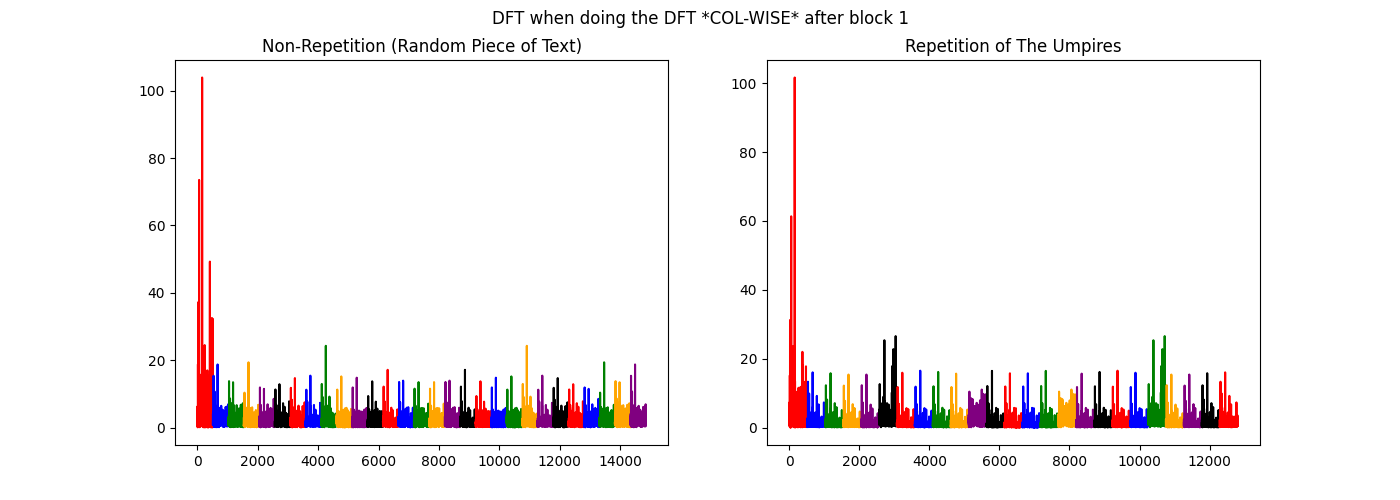 DFT when doing the DFT *COL-WISE* after block 1
Non-Repetition (Random Piece of Text)
100
80
60
40
20
0
0 2000 4000 6000 8000 10000 12000 14000
Repetition of The Umpires
100
80
60
40
20
0
0 2000 4000 6000 8000 10000 12000